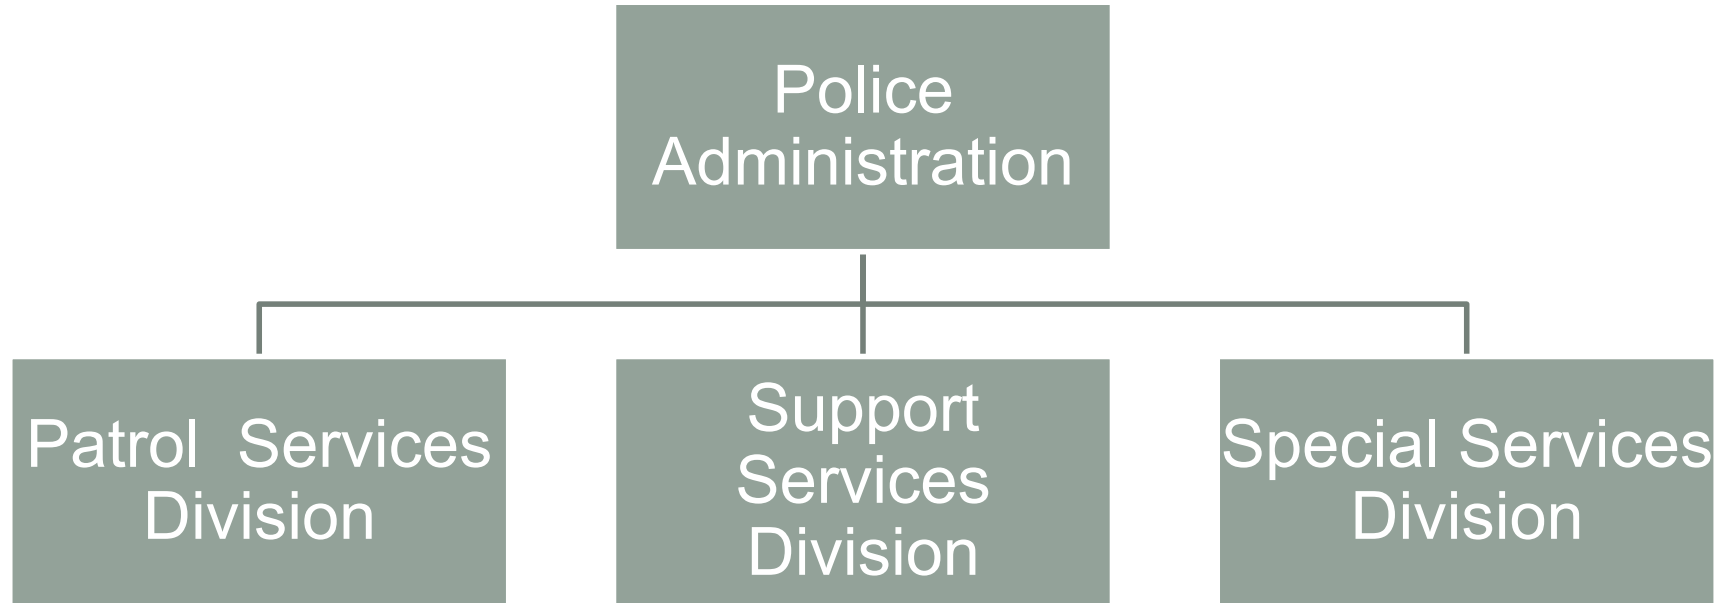 Police
Administration
Patrol  Services
Division
Support
Services
Division
Special Services
Division